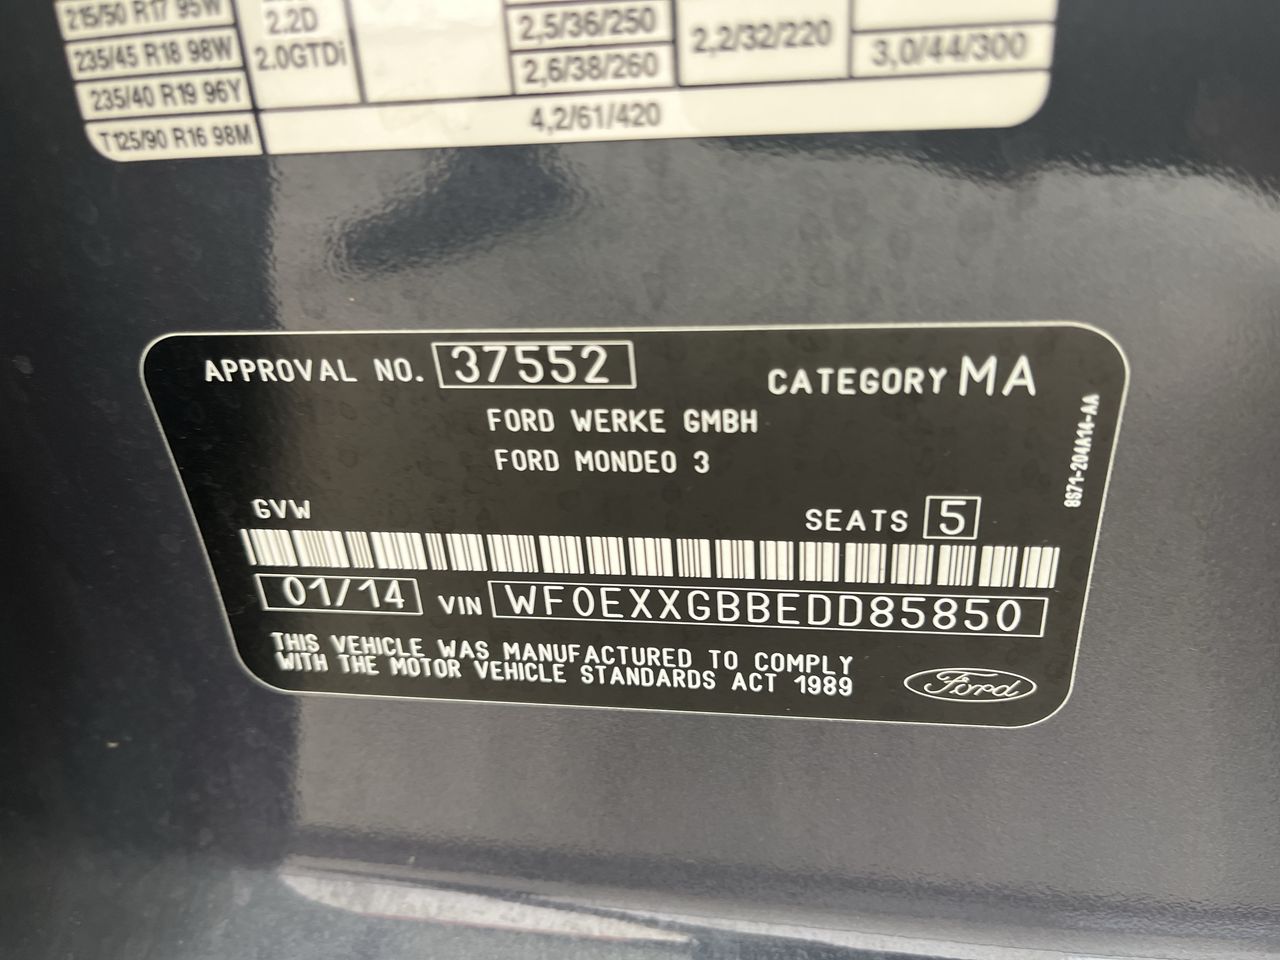 215/50 R17 95W
2.2D
2,5/36/250
2,2/32/220
235/45 R18 98W
2.0GTDi
2,6/38/260
3,0/44/300
235/40 R19 96Y
T125/90 R16 98M
4,2/61/420
APPROVAL NO. 37552
CATEGORY MA
FORD WERKE GMBH
FORD MONDEO 3
8S71-204A14-AA
GVW
SEATS 5
01/14 VIN WF0EXXGBBEDD85850
THIS VEHICLE WAS MANUFACTURED TO COMPLY
WITH THE MOTOR VEHICLE STANDARDS ACT 1989
Ford